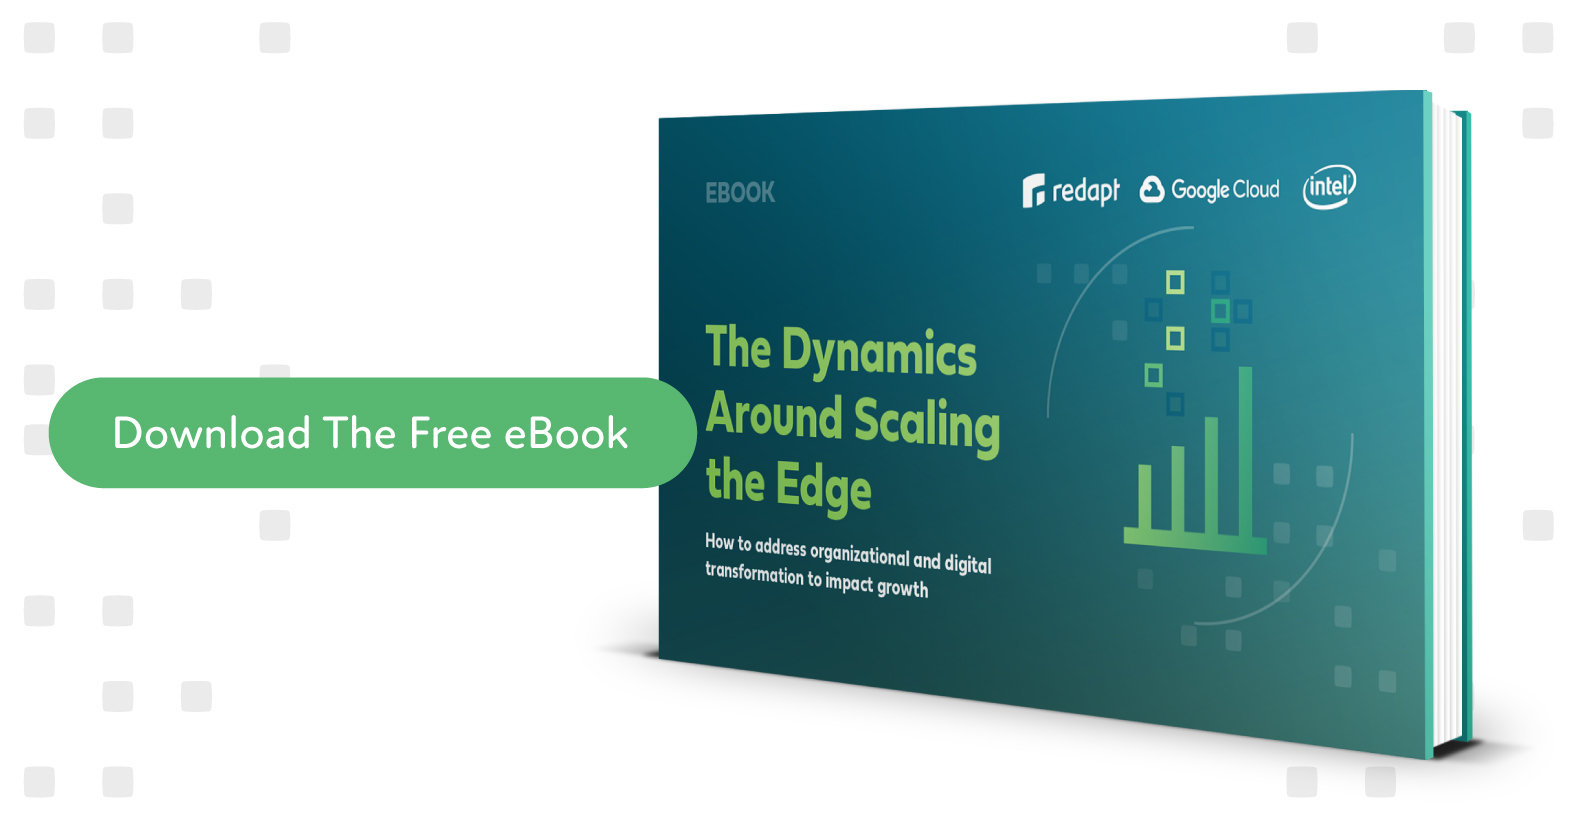 Download The Free eBook
EBOOK
redapt Google Cloud intel
The Dynamics
Around Scaling
the Edge
How to address organizational and digital
transformation to impact growth